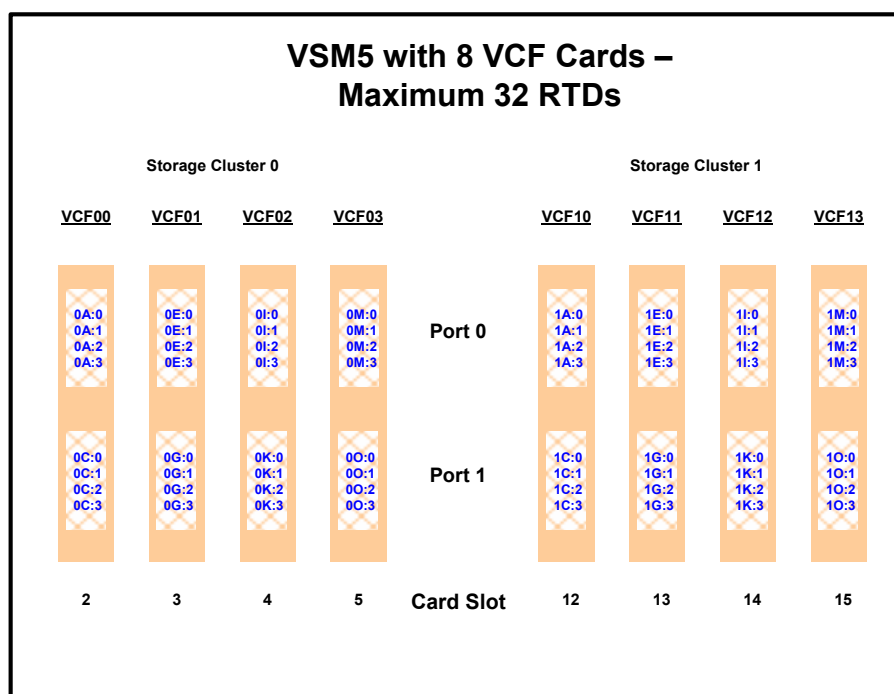 VSM5 with 8 VCF Cards –
Maximum 32 RTDs
Storage Cluster 0 Storage Cluster 1
VCF00 VCF01 VCF02 VCF03 VCF10 VCF11 VCF12 VCF13
0A:0 0E:0 0I:0 0M:0 1A:0 1E:0 1I:0 1M:0
0A:1 0E:1 0I:1 0M:1 Port 0 1A:1 1E:1 1I:1 1M:1
0A:2 0E:2 0I:2 0M:2 1A:2 1E:2 1I:2 1M:2
0A:3 0E:3 0I:3 0M:3 1A:3 1E:3 1I:3 1M:3
0C:0 0G:0 0K:0 0O:0 1C:0 1G:0 1K:0 1O:0
0C:1 0G:1 0K:1 0O:1 Port 1 1C:1 1G:1 1K:1 1O:1
0C:2 0G:2 0K:2 0O:2 1C:2 1G:2 1K:2 1O:2
0C:3 0G:3 0K:3 0O:3 1C:3 1G:3 1K:3 1O:3
2 3 4 5 Card Slot 12 13 14 15